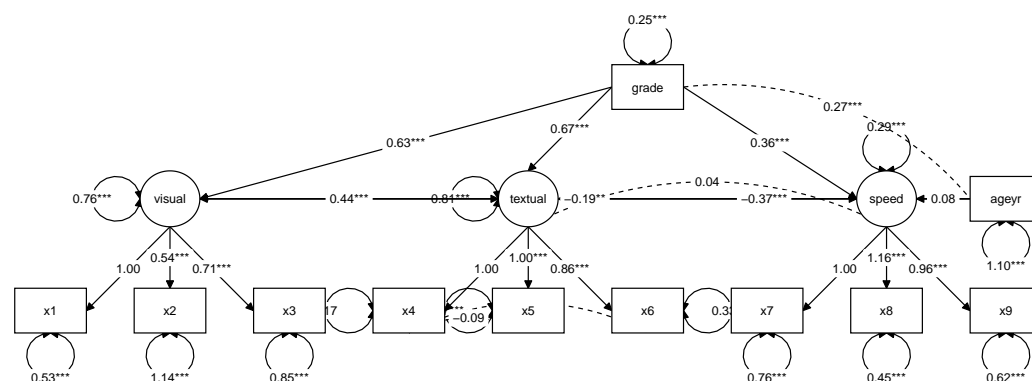 0.25***
grade
0.27***
0.63***
0.67***
0.36***
0.29***
0.04
0.76***
visual
0.44***
0.81***
textual
−0.19**
−0.37***
speed
0.08
ageyr
1.00
0.54***
0.71***
1.00
1.00***
0.86***
1.00
1.16***
0.96***
1.10***
x1
x2
x3
x4
−0.09
x5
x6
x7
x8
x9
0.53***
1.14***
0.85***
0.76***
0.45***
0.62***